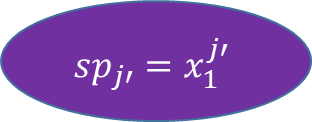 $sp_{j'} = x_1^{j'}$